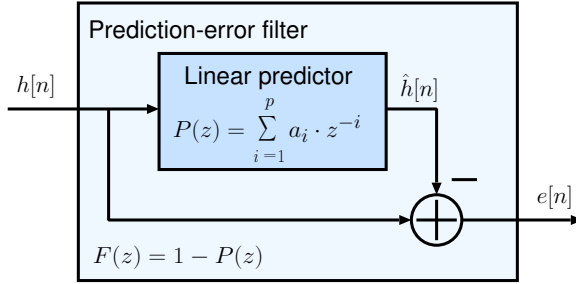 Prediction-error filter
Linear predictor
h[n]
ĥ[n]
p
P(z) = ∑ a_i · z^{-i}
i = 1
−
e[n]
F(z) = 1 − P(z)